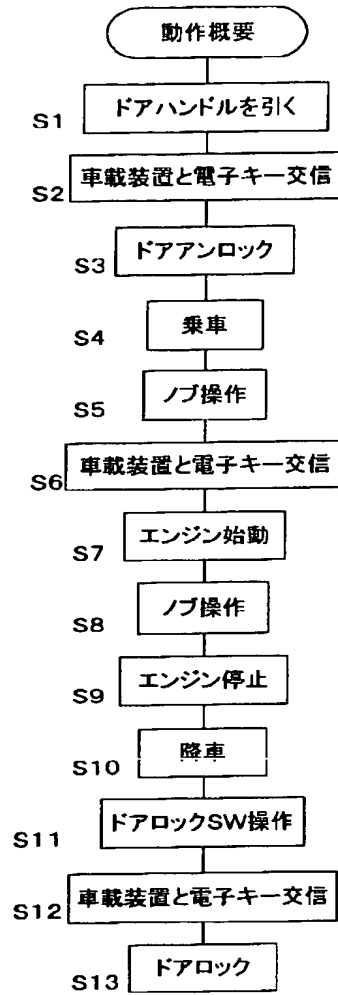 動作概要
S1 ドアハンドルを引く
S2 車載装置と電子キー交信
S3 ドアアンロック
S4 乗車
S5 ノブ操作
S6 車載装置と電子キー交信
S7 エンジン始動
S8 ノブ操作
S9 エンジン停止
S10 降車
S11 ドアロックSW操作
S12 車載装置と電子キー交信
S13 ドアロック